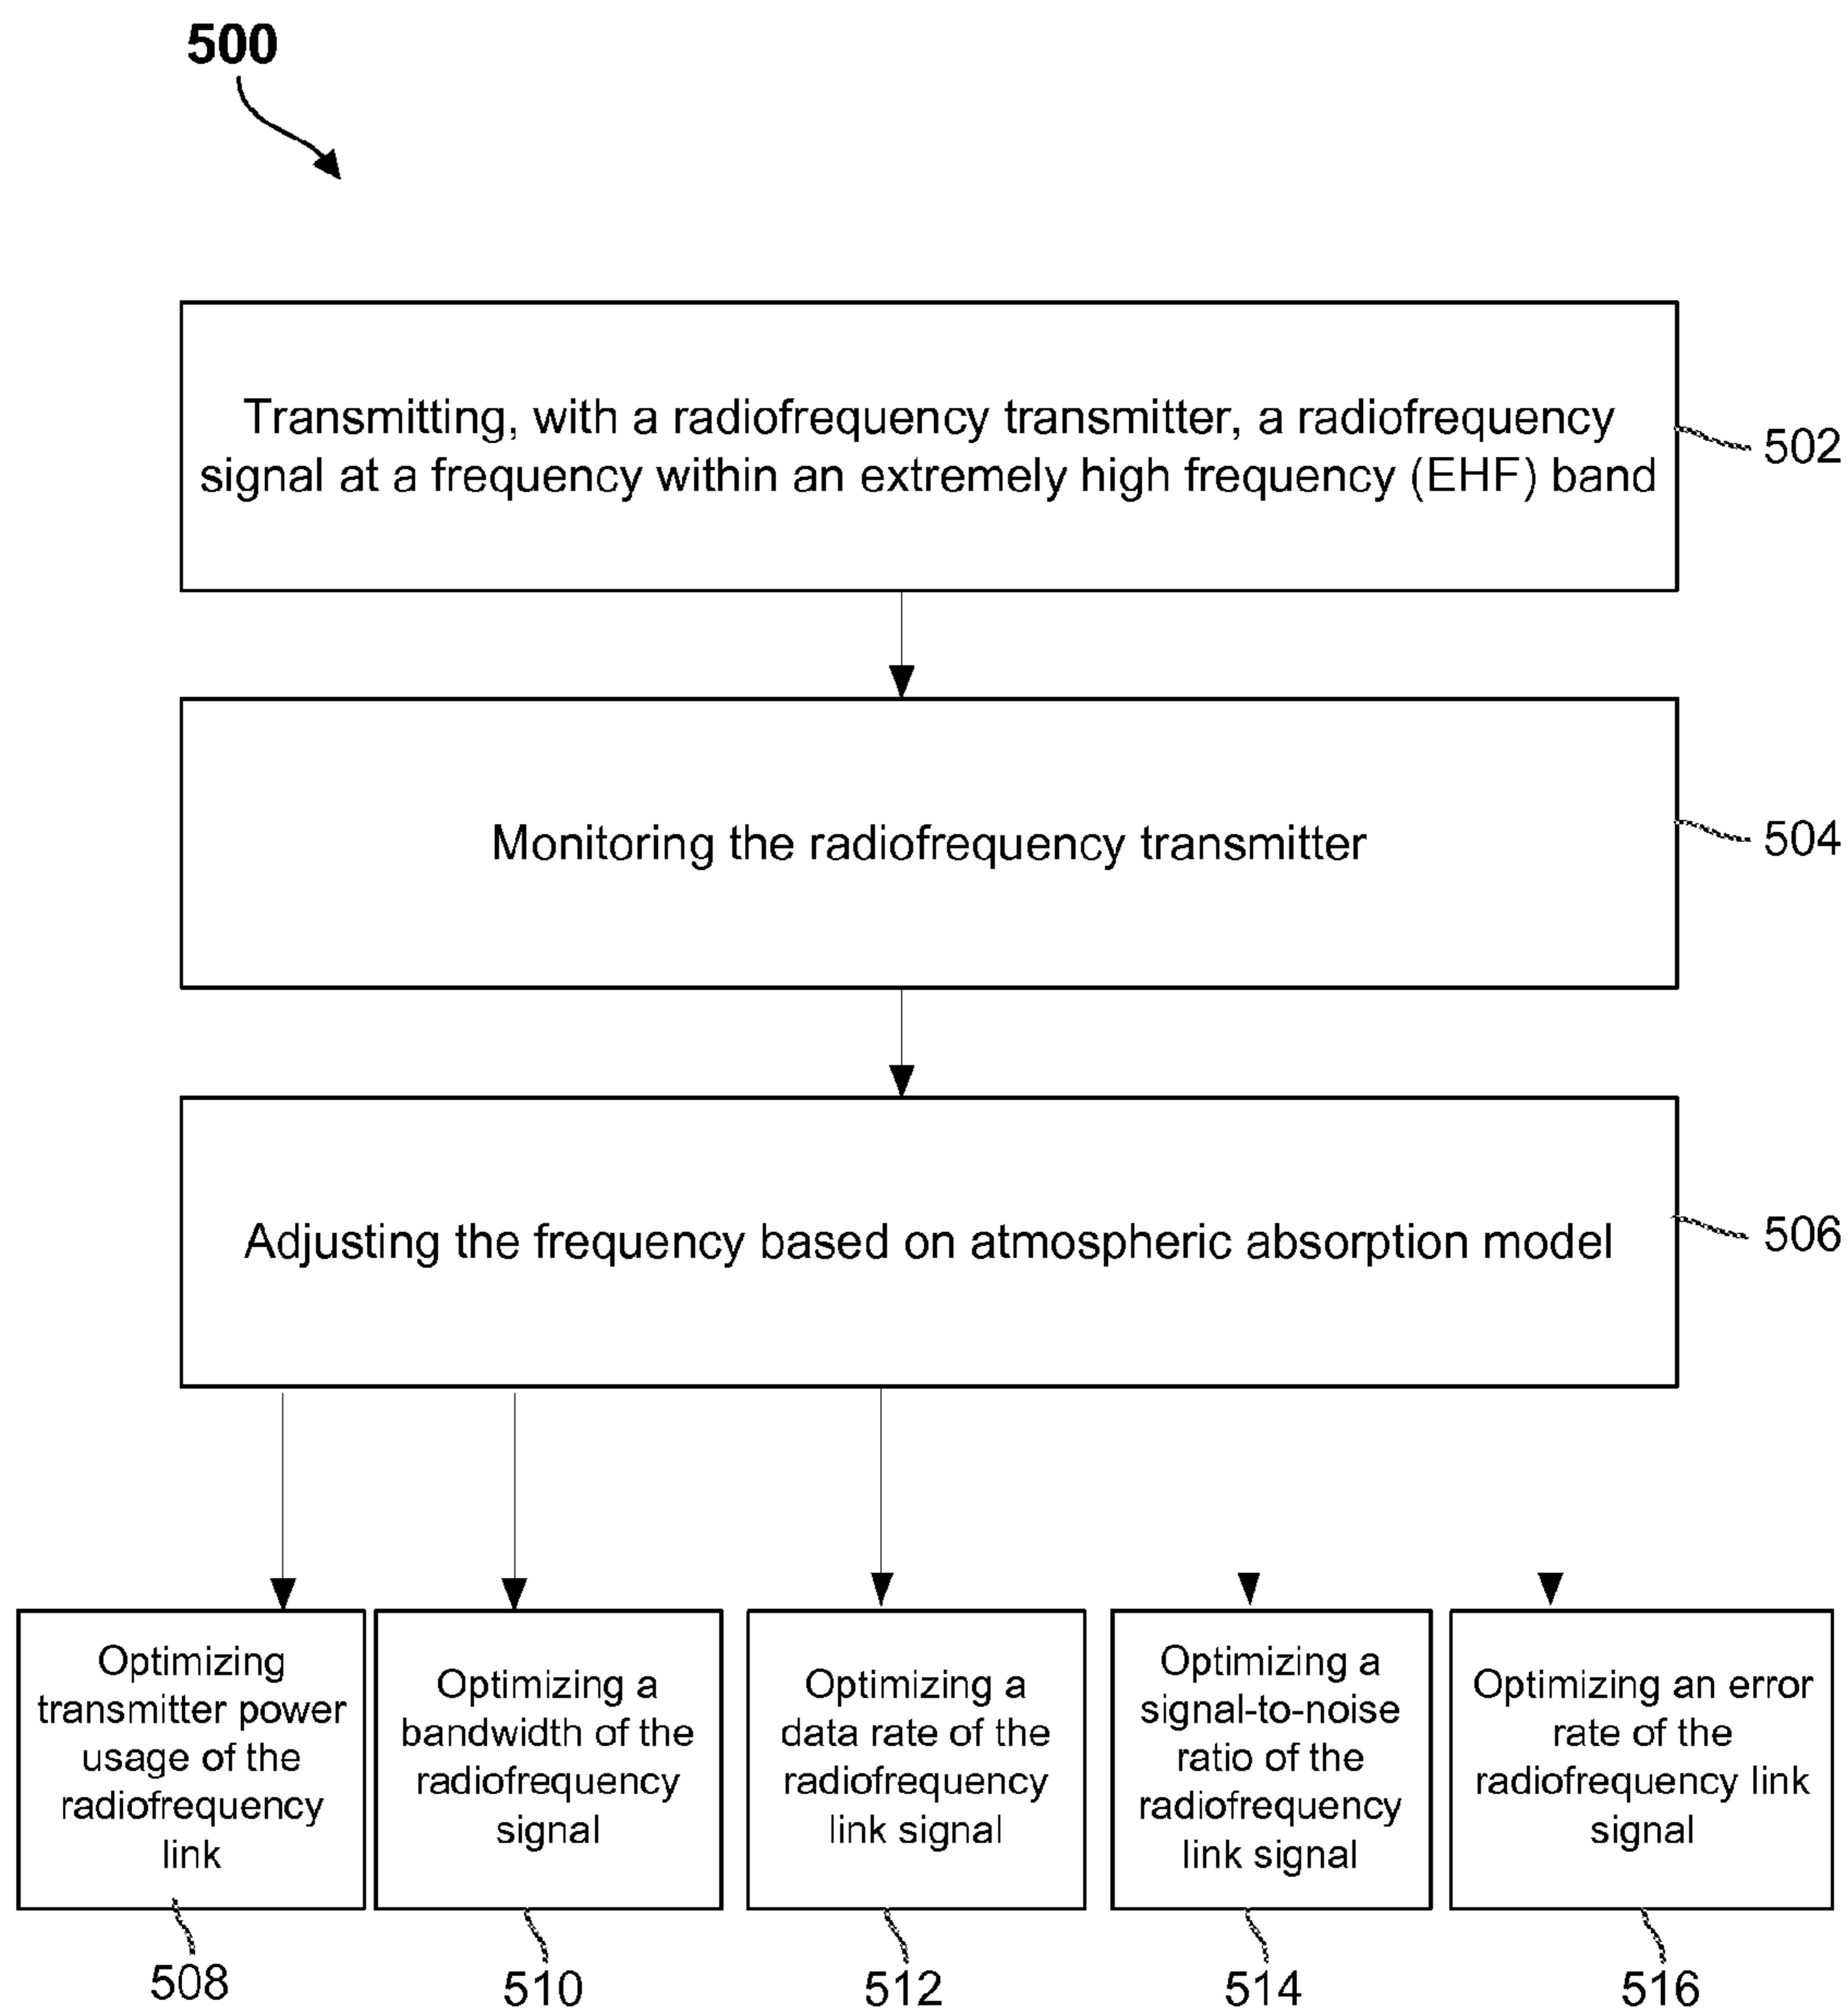 500
Transmitting, with a radiofrequency transmitter, a radiofrequency
signal at a frequency within an extremely high frequency (EHF) band
502
Monitoring the radiofrequency transmitter
504
Adjusting the frequency based on atmospheric absorption model
506
Optimizing
transmitter power
usage of the
radiofrequency
link
508
Optimizing a
bandwidth of the
radiofrequency
signal
510
Optimizing a
data rate of the
radiofrequency
link signal
512
Optimizing a
signal-to-noise
ratio of the
radiofrequency
link signal
514
Optimizing an error
rate of the
radiofrequency link
signal
516